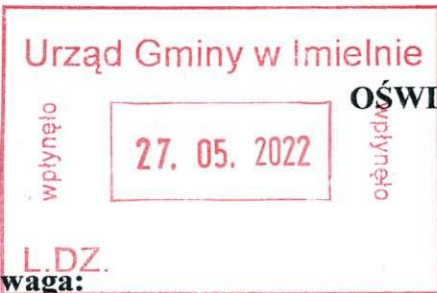 Urząd Gminy w Imielnie
OŚWI
wpłynęło
27. 05. 2022
wpłynęło
L.DZ.
waga: